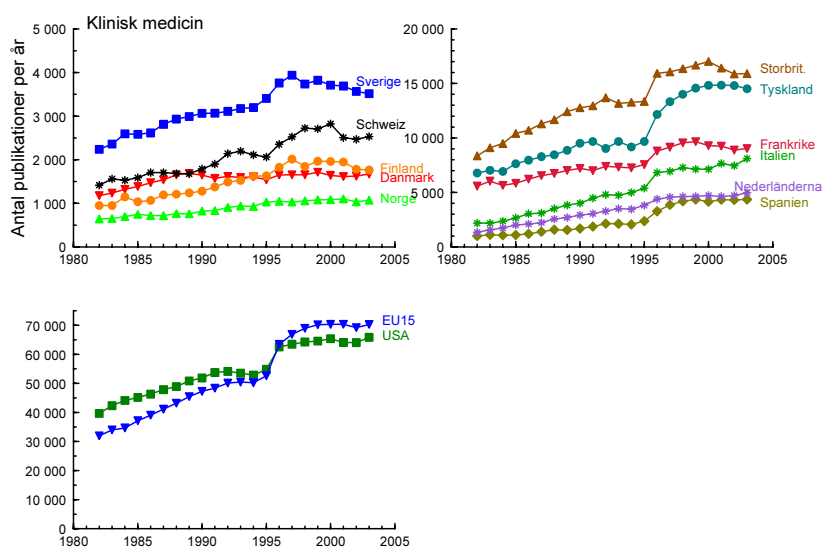 Klinisk medicin
Antal publikationer per år
5 000
4 000
3 000
2 000
1 000
0
1980 1985 1990 1995 2000 2005
Sverige
Schweiz
Finland
Danmark
Norge
20 000
15 000
10 000
5 000
0
1980 1985 1990 1995 2000 2005
Storbrit.
Tyskland
Frankrike
Italien
Nederländerna
Spanien
70 000
60 000
50 000
40 000
30 000
20 000
10 000
0
1980 1985 1990 1995 2000 2005
EU15
USA